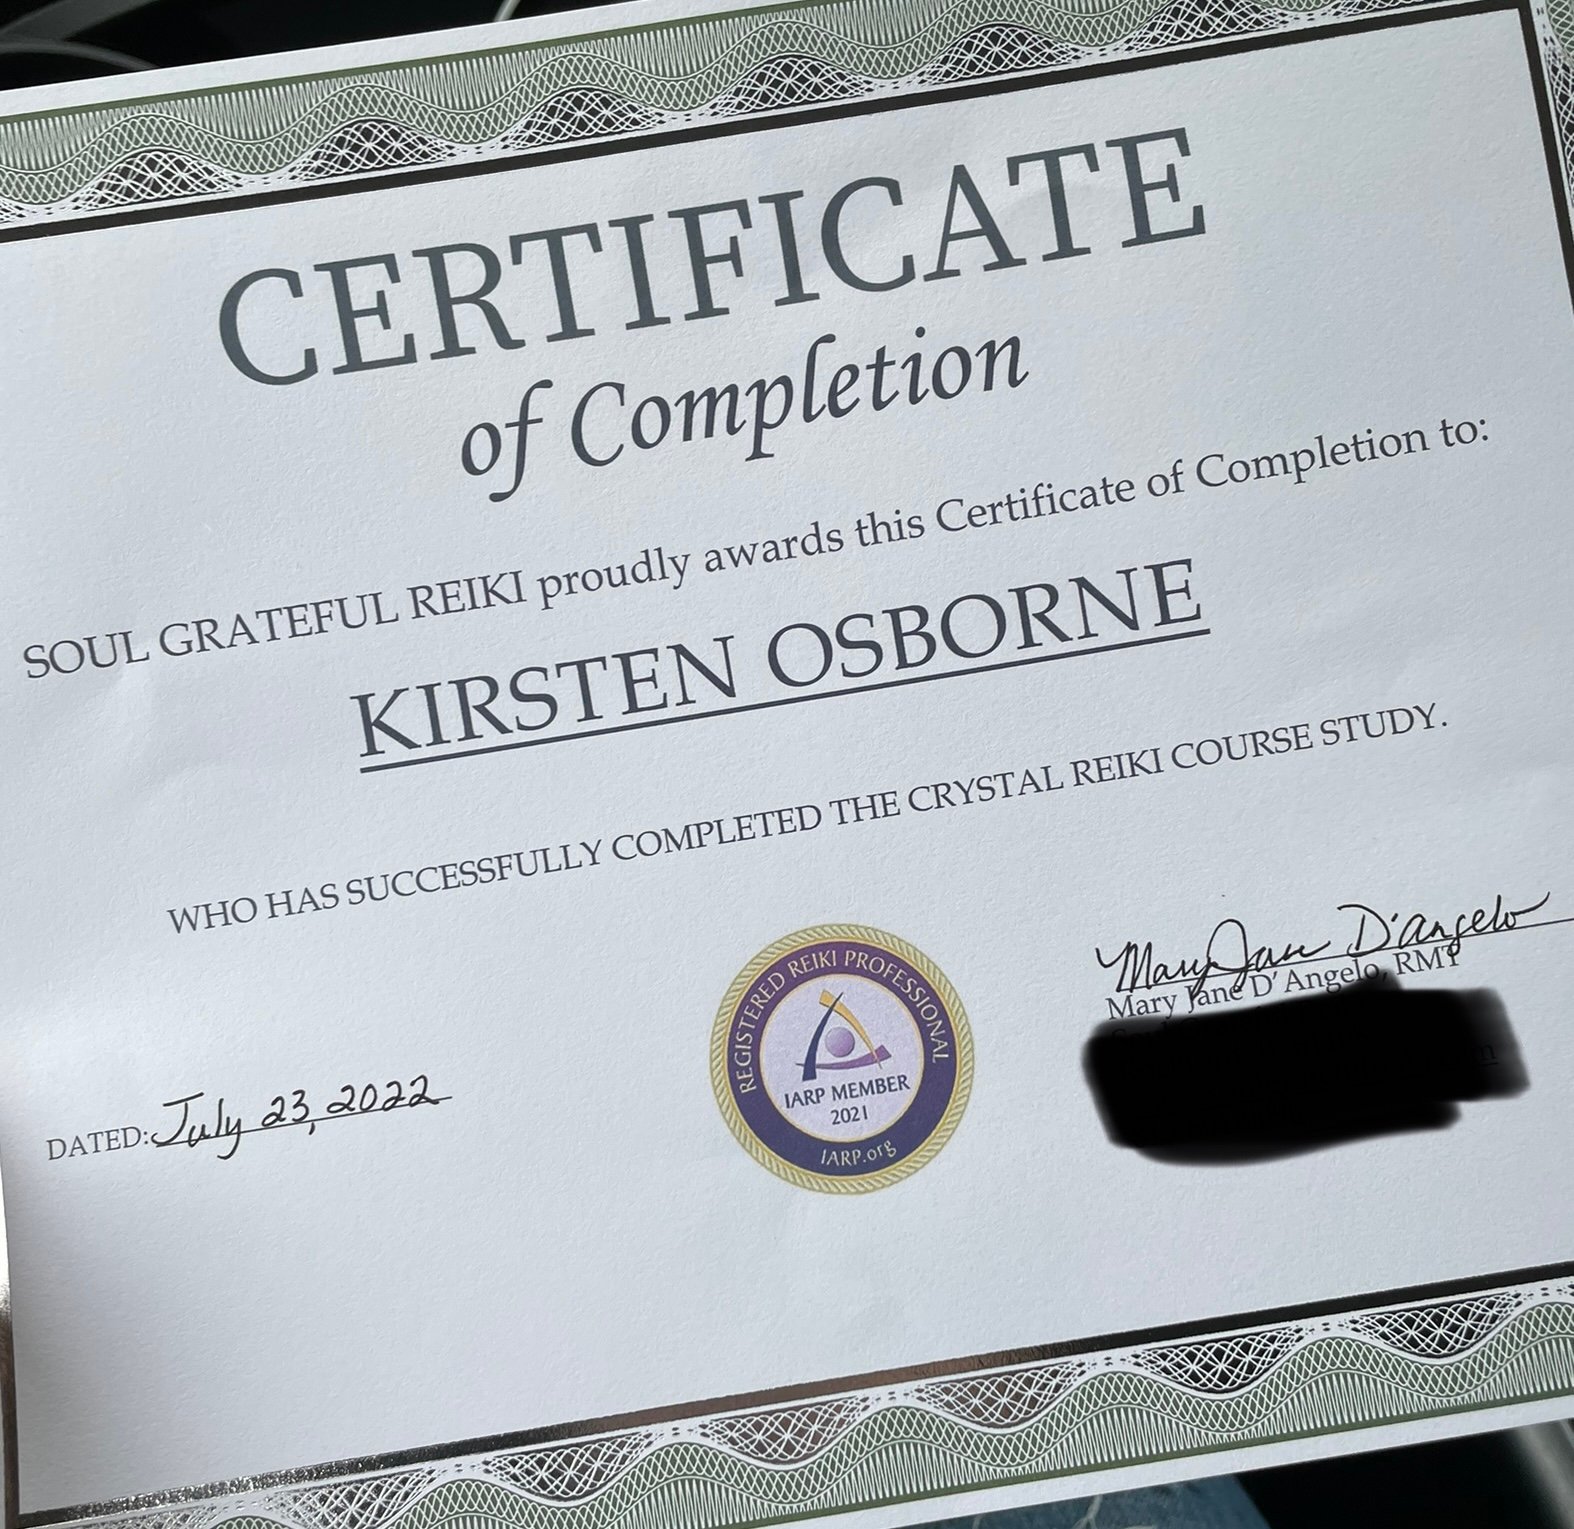 CERTIFICATE
of Completion
SOUL GRATEFUL REIKI proudly awards this Certificate of Completion to:
KIRSTEN OSBORNE
WHO HAS SUCCESSFULLY COMPLETED THE CRYSTAL REIKI COURSE STUDY.
Mary Jane D'Angelo
Mary Jane D' Angelo, RMT
REGISTERED REIKI PROFESSIONAL
IARP MEMBER
2021
IARP.org
DATED: July 23, 2022